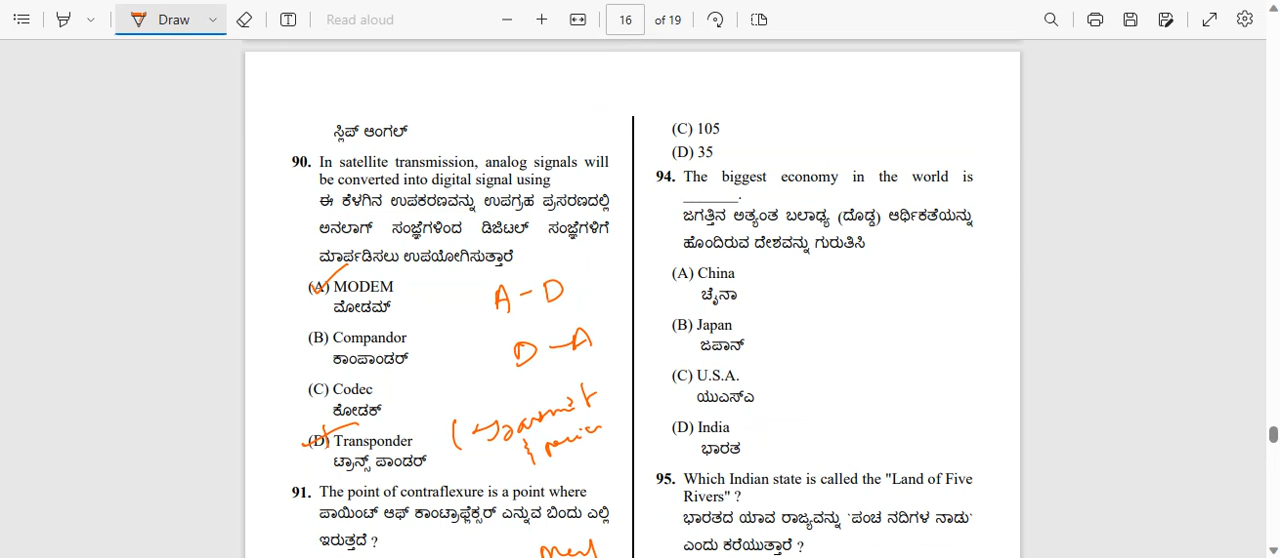 Draw
Read aloud
16
of 19
ಸ್ಲಿಪ್ ಆಂಗಲ್
90. In satellite transmission, analog signals will
be converted into digital signal using
ಈ ಕೆಳಗಿನ ಉಪಕರಣವನ್ನು ಉಪಗ್ರಹ ಪ್ರಸರಣದಲ್ಲಿ
ಅನಲಾಗ್ ಸಂಜ್ಞೆಗಳಿಂದ ಡಿಜಿಟಲ್ ಸಂಜ್ಞೆಗಳಿಗೆ
ಮಾರ್ಪಡಿಸಲು ಉಪಯೋಗಿಸುತ್ತಾರೆ
(A) MODEM
ಮೋಡಮ್
A - D
(B) Compandor
ಕಾಂಪಾಂಡರ್
D - A
(C) Codec
ಕೋಡಕ್
(D) Transponder
ಟ್ರಾನ್ಸ್ ಪಾಂಡರ್
91. The point of contraflexure is a point where
ಪಾಯಿಂಟ್ ಆಫ್ ಕಾಂಟ್ರಾಫ್ಲೆಕ್ಸರ್ ಎನ್ನುವ ಬಿಂದು ಎಲ್ಲಿ
ಇರುತ್ತದೆ ?
(C) 105
(D) 35
94. The biggest economy in the world is
_______.
ಜಗತ್ತಿನ ಅತ್ಯಂತ ಬಲಾಢ್ಯ (ದೊಡ್ಡ) ಆರ್ಥಿಕತೆಯನ್ನು
ಹೊಂದಿರುವ ದೇಶವನ್ನು ಗುರುತಿಸಿ
(A) China
ಚೈನಾ
(B) Japan
ಜಪಾನ್
(C) U.S.A.
ಯುಎಸ್ಎ
(D) India
ಭಾರತ
95. Which Indian state is called the "Land of Five
Rivers" ?
ಭಾರತದ ಯಾವ ರಾಜ್ಯವನ್ನು 'ಪಂಚ ನದಿಗಳ ನಾಡು'
ಎಂದು ಕರೆಯುತ್ತಾರೆ ?